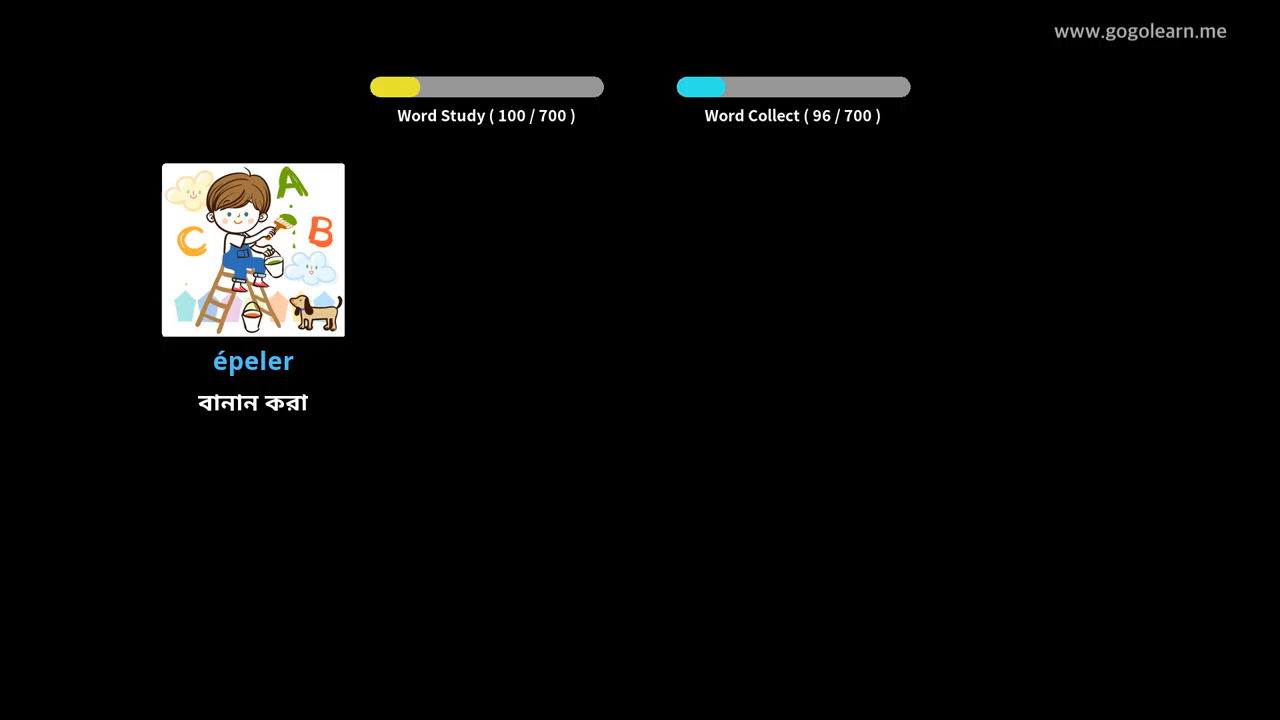 www.gogolearn.me
Word Study ( 100 / 700 )
Word Collect ( 96 / 700 )
A
B
C
épeler
বানান করা